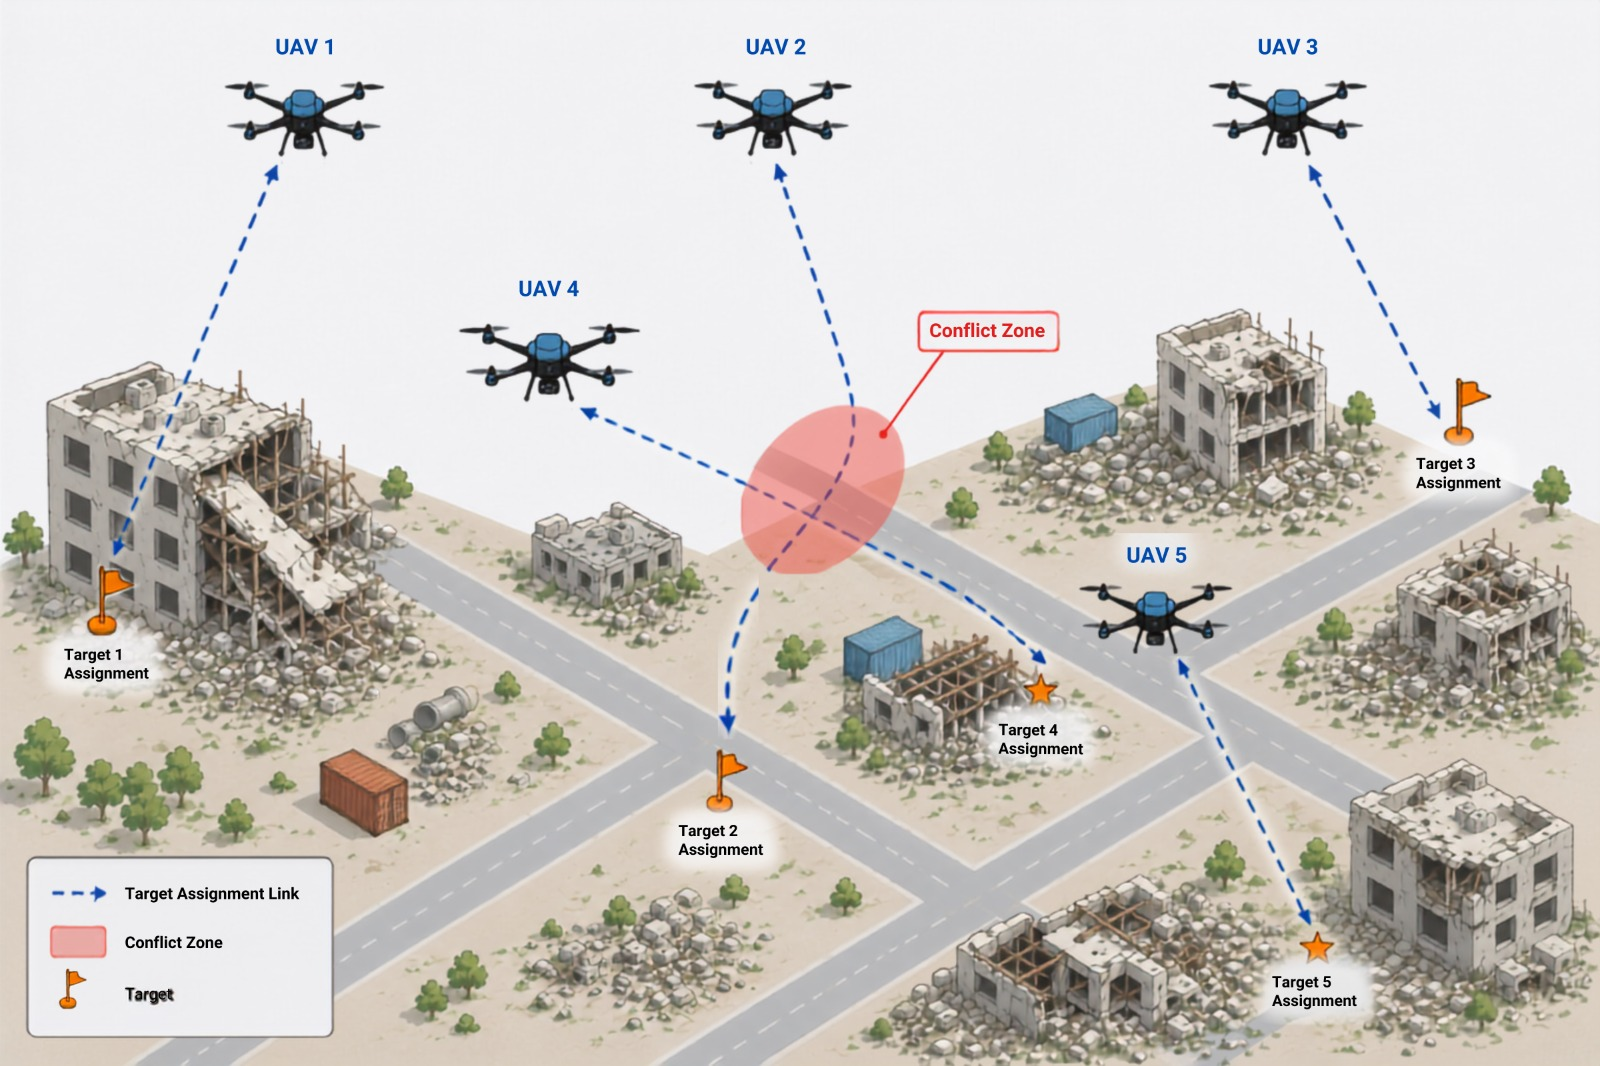 UAV 1
UAV 2
UAV 3
UAV 4
Conflict Zone
Target 3
Assignment
UAV 5
Target 1
Assignment
Target 4
Assignment
Target 2
Assignment
Target 5
Assignment
Target Assignment Link
Conflict Zone
Target